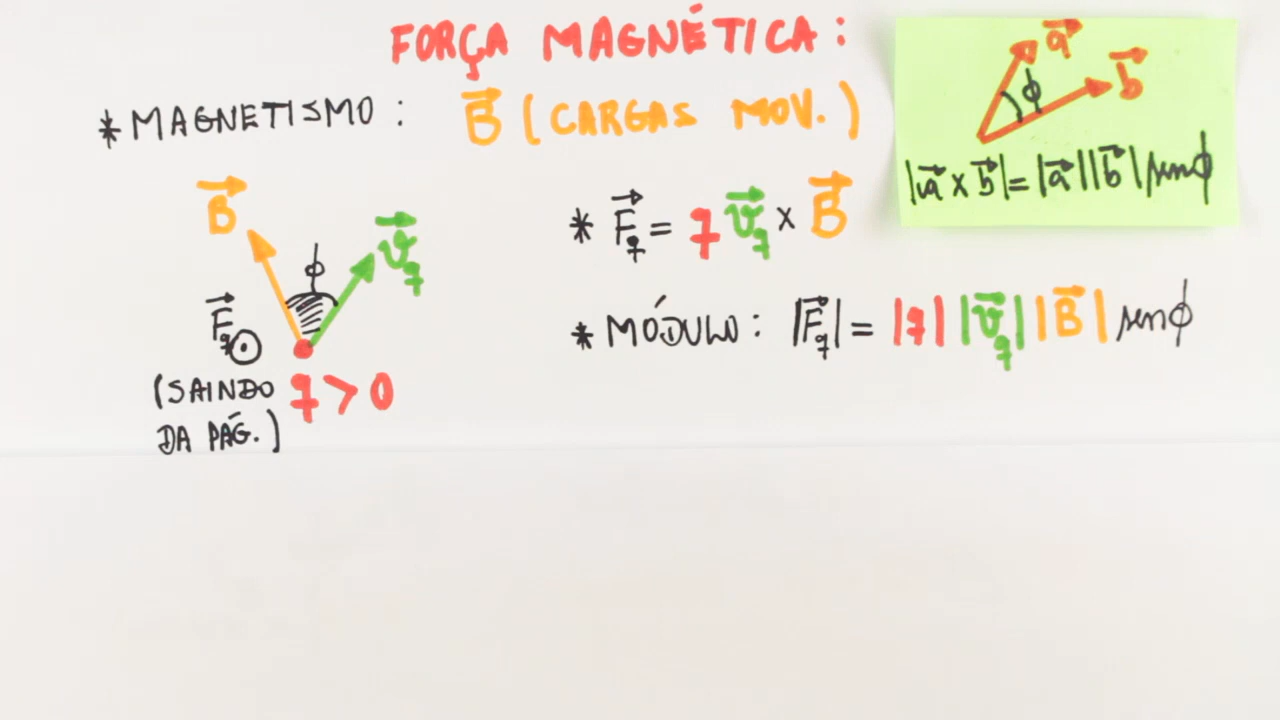 FORÇA MAGNÉTICA:
* MAGNETISMO: B⃗ (CARGAS MOV.)
a⃗
ϕ b⃗
|a⃗ x b⃗| = |a⃗||b⃗| sen ϕ
B⃗
v⃗q
ϕ
F⃗q
(SAINDO
DA PÁG.)
q > 0
* F⃗q = q v⃗q x B⃗
* MÓDULO: |F⃗q| = |q| |v⃗q| |B⃗| sen ϕ